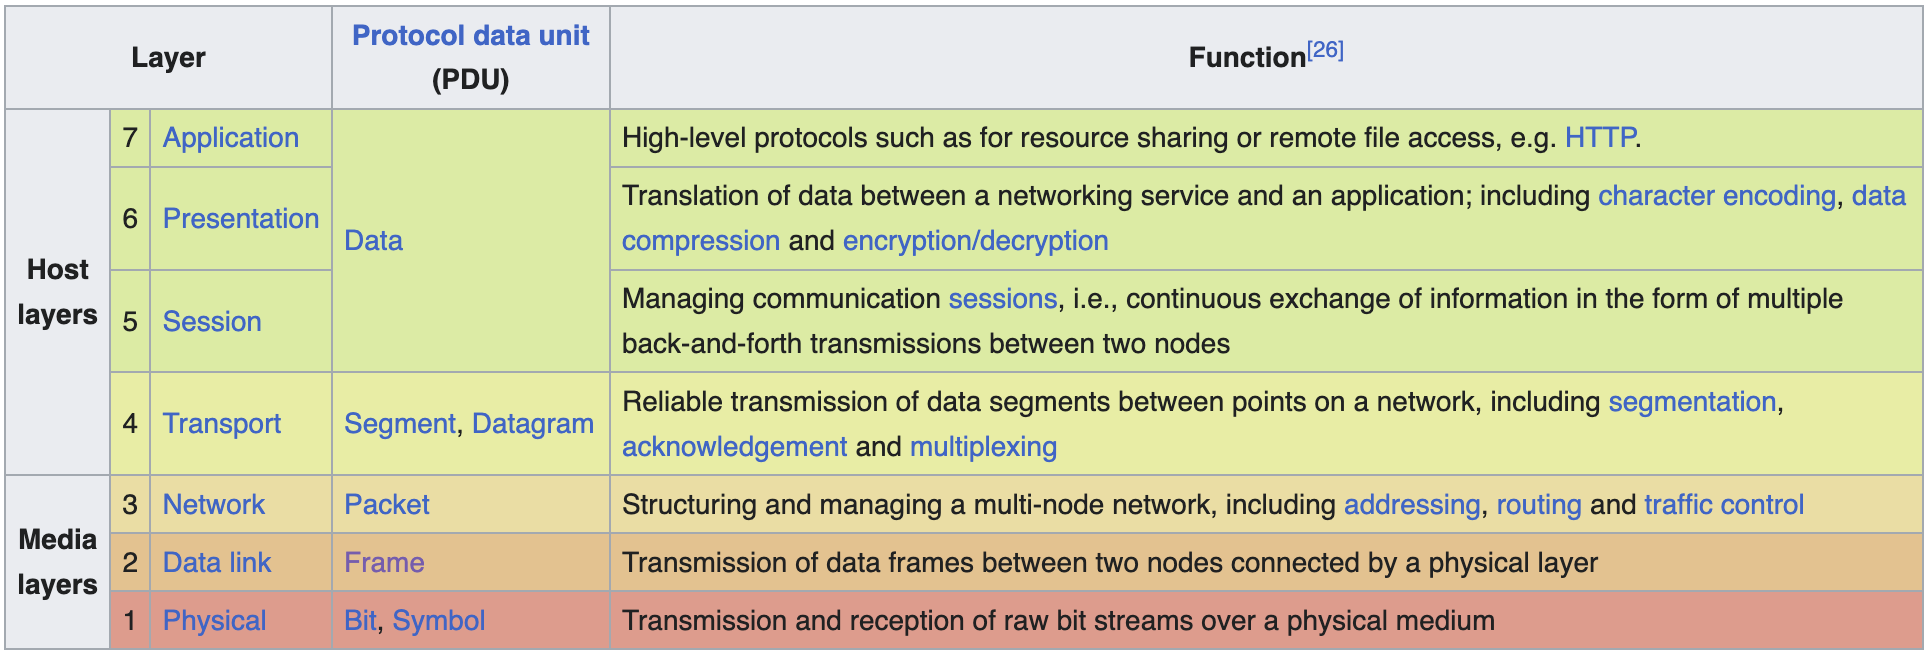 Layer
Protocol data unit
(PDU)
Function[26]
Host
layers
7 Application
Data
High-level protocols such as for resource sharing or remote file access, e.g. HTTP.
6 Presentation
Translation of data between a networking service and an application; including character encoding, data
compression and encryption/decryption
5 Session
Managing communication sessions, i.e., continuous exchange of information in the form of multiple
back-and-forth transmissions between two nodes
4 Transport
Segment, Datagram
Reliable transmission of data segments between points on a network, including segmentation,
acknowledgement and multiplexing
Media
layers
3 Network
Packet
Structuring and managing a multi-node network, including addressing, routing and traffic control
2 Data link
Frame
Transmission of data frames between two nodes connected by a physical layer
1 Physical
Bit, Symbol
Transmission and reception of raw bit streams over a physical medium